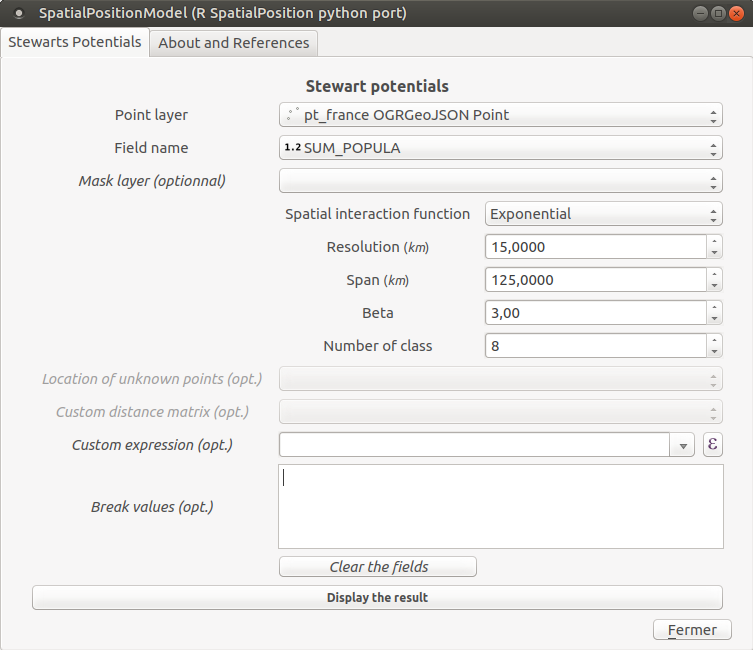 SpatialPositionModel (R SpatialPosition python port)
Stewarts Potentials About and References
Stewart potentials
Point layer pt_france OGRGeoJSON Point
Field name 1.2 SUM_POPULA
Mask layer (optionnal)
Spatial interaction function Exponential
Resolution (km) 15,0000
Span (km) 125,0000
Beta 3,00
Number of class 8
Location of unknown points (opt.)
Custom distance matrix (opt.)
Custom expression (opt.) ε
Break values (opt.)
Clear the fields
Display the result
Fermer